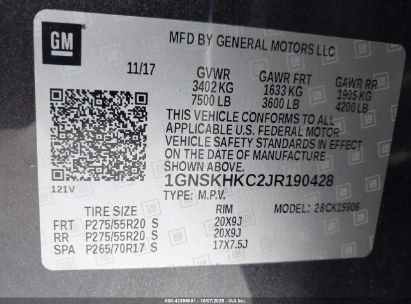 GM
MFD BY GENERAL MOTORS LLC
11/17 GVWR GAWR FRT GAWR RR
3402 KG 1633 KG 1905 KG
7500 LB 3600 LB 4200 LB
THIS VEHICLE CONFORMS TO ALL APPLICABLE
U.S. FEDERAL MOTOR
VEHICLE SAFETY STANDARDS IN EFFECT
ON THE DATE OF MANUFACTURE
SHOWN ABOVE.
1GNSKHKC2JR190428
121V TYPE: M.P.V. MODEL: 28CK15906
TIRE SIZE RIM
FRT P275/55R20 S 20X9J
RR P275/55R20 S 20X9J
SPA P265/70R17 S 17X7.5J